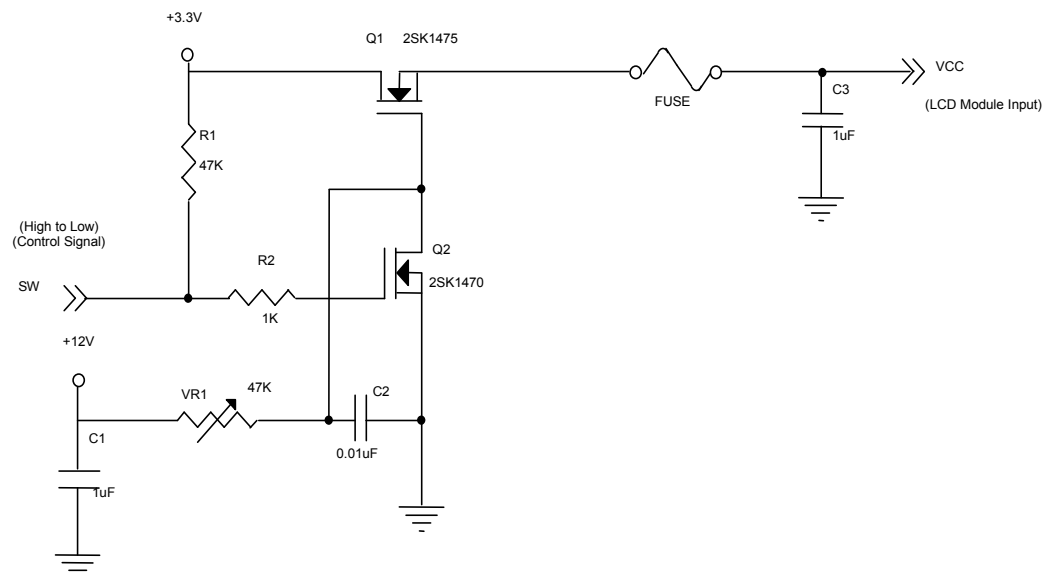 +3.3V
Q1 2SK1475
VCC
FUSE
C3
(LCD Module Input)
R1
1uF
47K
(High to Low)
(Control Signal)
Q2
R2
SW
2SK1470
1K
+12V
VR1
47K
C2
C1
0.01uF
1uF